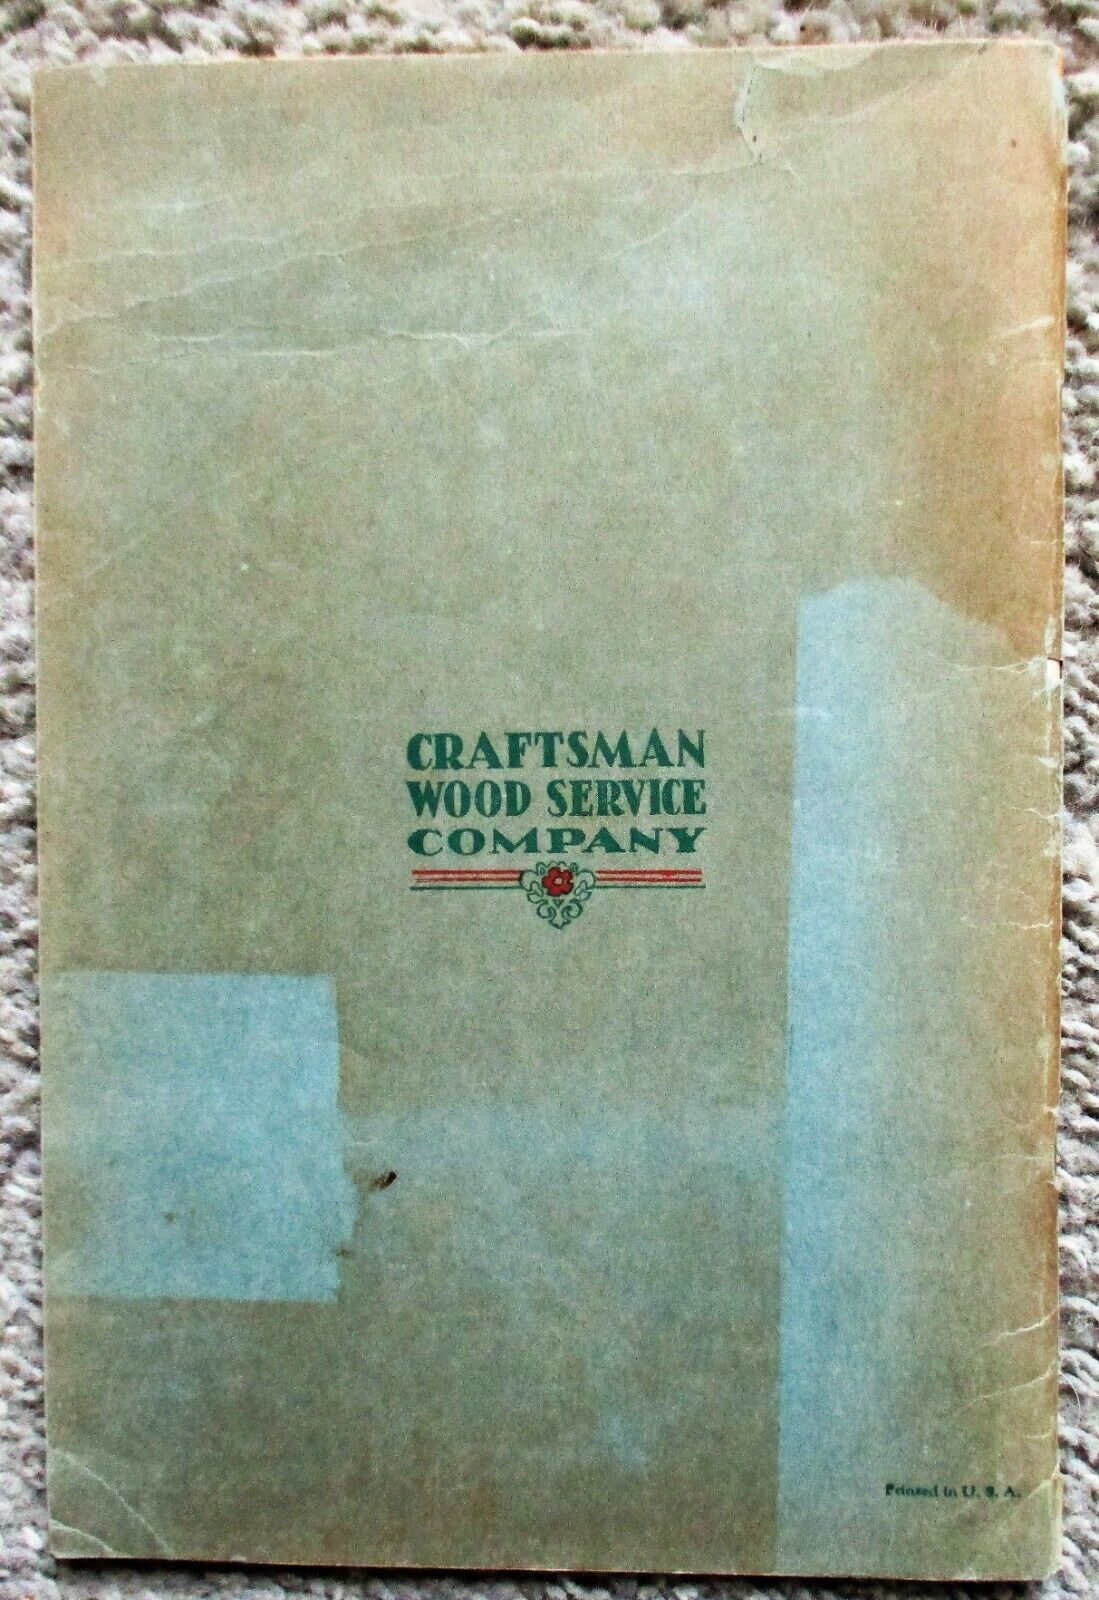 CRAFTSMAN
WOOD SERVICE
COMPANY
Printed in U. S. A.